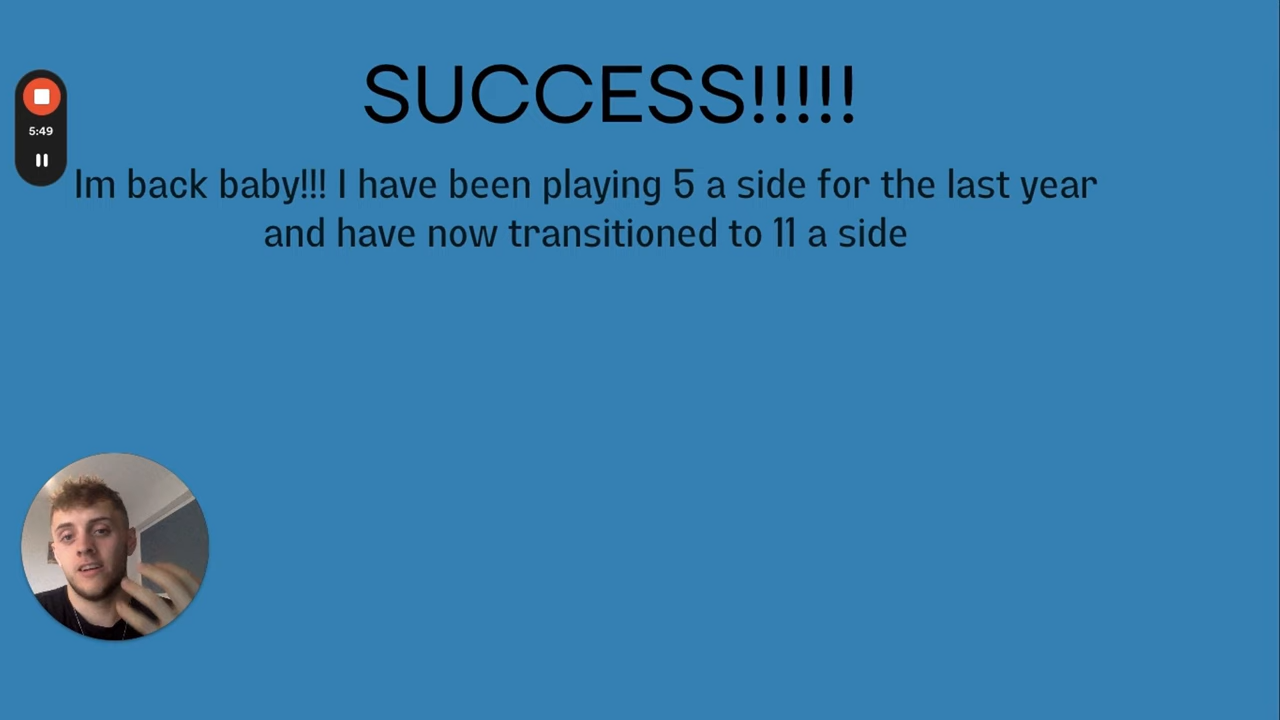 SUCCESS!!!!!
5:49
Im back baby!!! I have been playing 5 a side for the last year
and have now transitioned to 11 a side